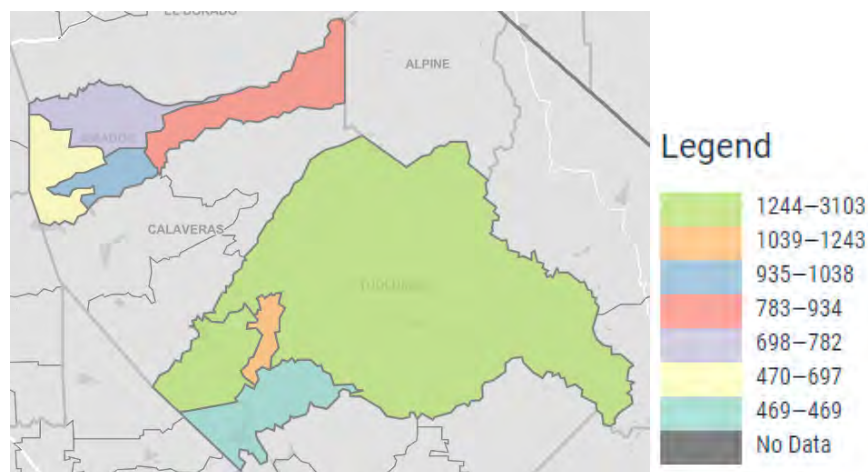 EL DORADO
ALPINE
AMADOR
CALAVERAS
TUOLUMNE
Legend
1244–3103
1039–1243
935–1038
783–934
698–782
470–697
469–469
No Data